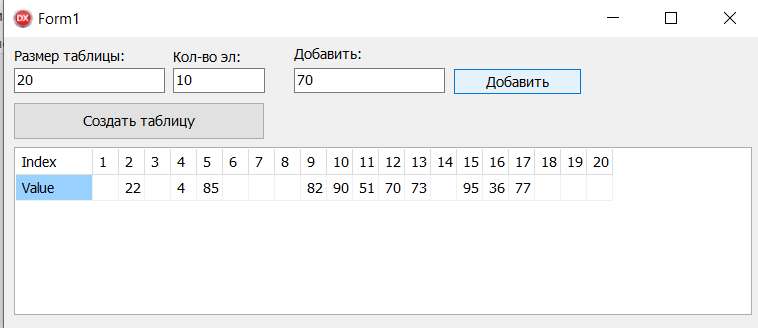 DX Form1
Размер таблицы: Кол-во эл: Добавить:
20 10 70 Добавить
Создать таблицу
Index 1 2 3 4 5 6 7 8 9 10 11 12 13 14 15 16 17 18 19 20
Value 22 4 85 82 90 51 70 73 95 36 77